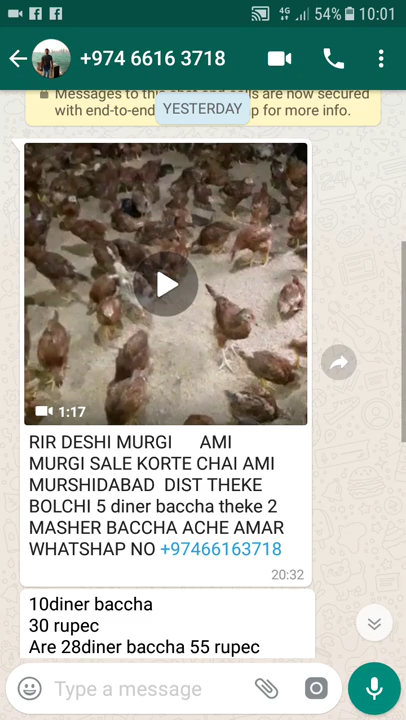 54% 10:01
+974 6616 3718
Messages to this chat and calls are now secured
with end-to-end p for more info.
YESTERDAY
1:17
RIR DESHI MURGI AMI
MURGI SALE KORTE CHAI AMI
MURSHIDABAD DIST THEKE
BOLCHI 5 diner baccha theke 2
MASHER BACCHA ACHE AMAR
WHATSHAP NO +97466163718
20:32
10diner baccha
30 rupec
Are 28diner baccha 55 rupec
Type a message